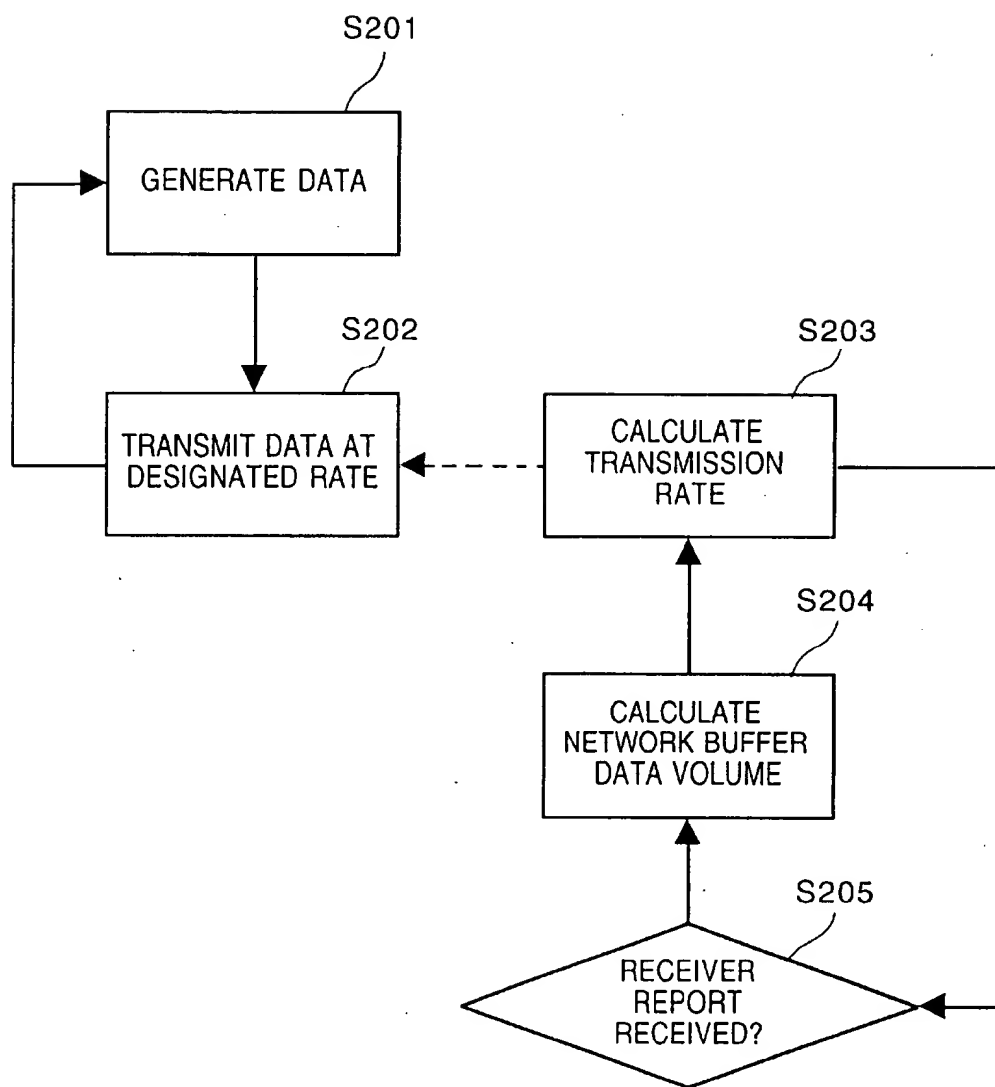 S201
GENERATE DATA
S202
TRANSMIT DATA AT
DESIGNATED RATE
S203
CALCULATE
TRANSMISSION
RATE
S204
CALCULATE
NETWORK BUFFER
DATA VOLUME
S205
RECEIVER
REPORT
RECEIVED?